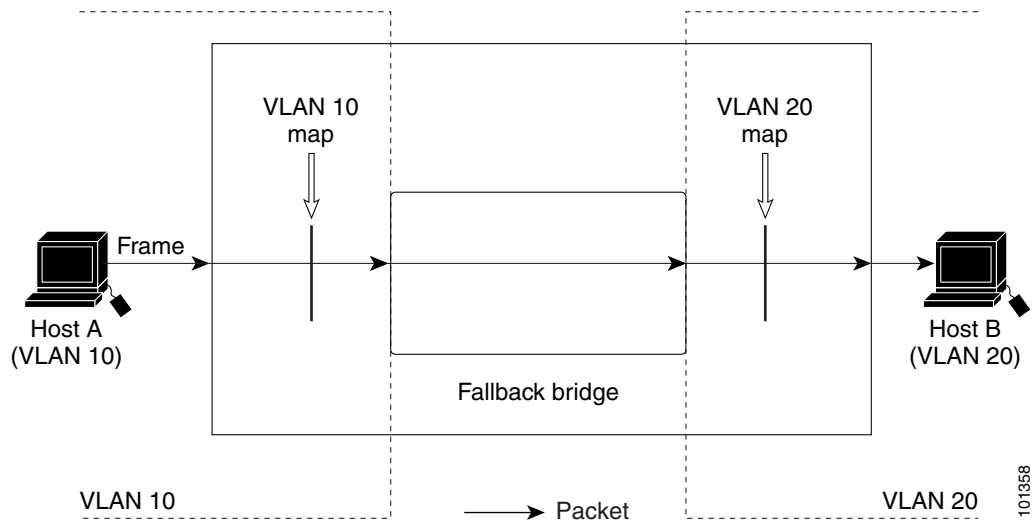 VLAN 10
map
VLAN 20
map
Frame
Host A
(VLAN 10)
Host B
(VLAN 20)
Fallback bridge
VLAN 10
Packet
VLAN 20
101358